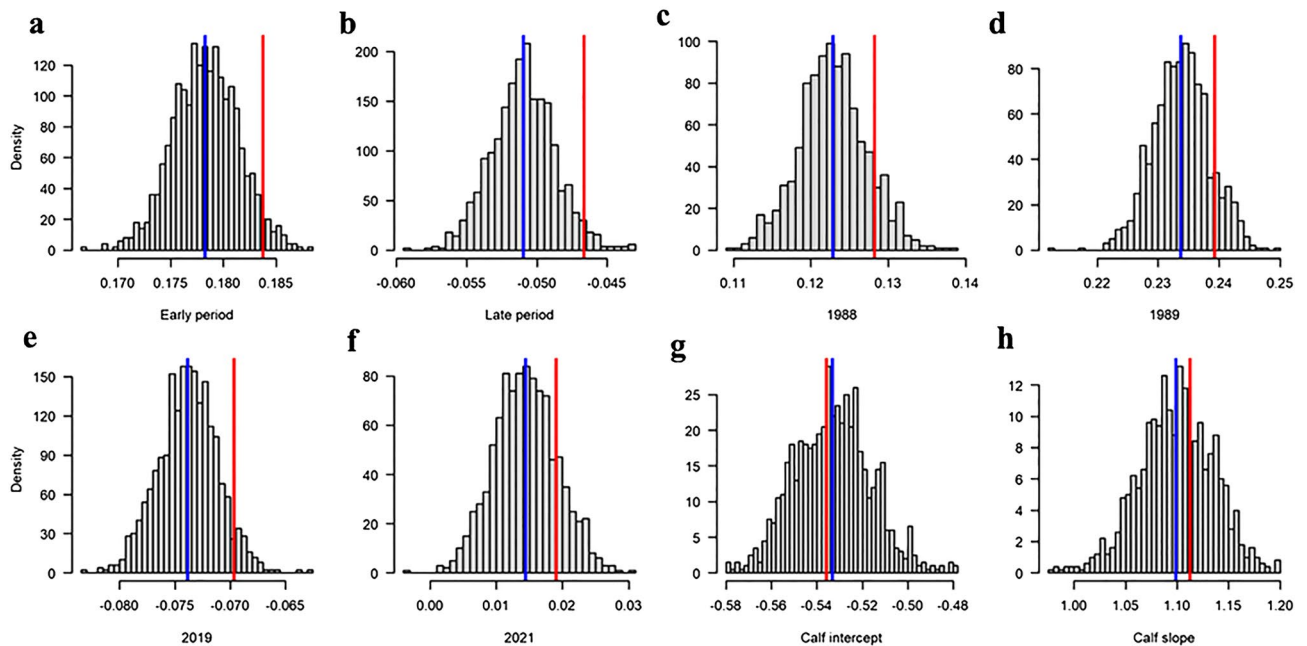 a
b
c
d
Density
120
100
80
60
40
20
0
0.170 0.175 0.180 0.185
Early period
200
150
100
50
0
-0.060 -0.055 -0.050 -0.045
Late period
100
80
60
40
20
0
0.11 0.12 0.13 0.14
1988
80
60
40
20
0
0.22 0.23 0.24 0.25
1989
e
f
g
h
Density
150
120
90
60
30
0
-0.080 -0.075 -0.070 -0.065
2019
80
60
40
20
0
0.00 0.01 0.02 0.03
2021
25
20
15
10
5
0
-0.58 -0.56 -0.54 -0.52 -0.50 -0.48
Calf intercept
12
10
8
6
4
2
0
1.00 1.05 1.10 1.15 1.20
Calf slope